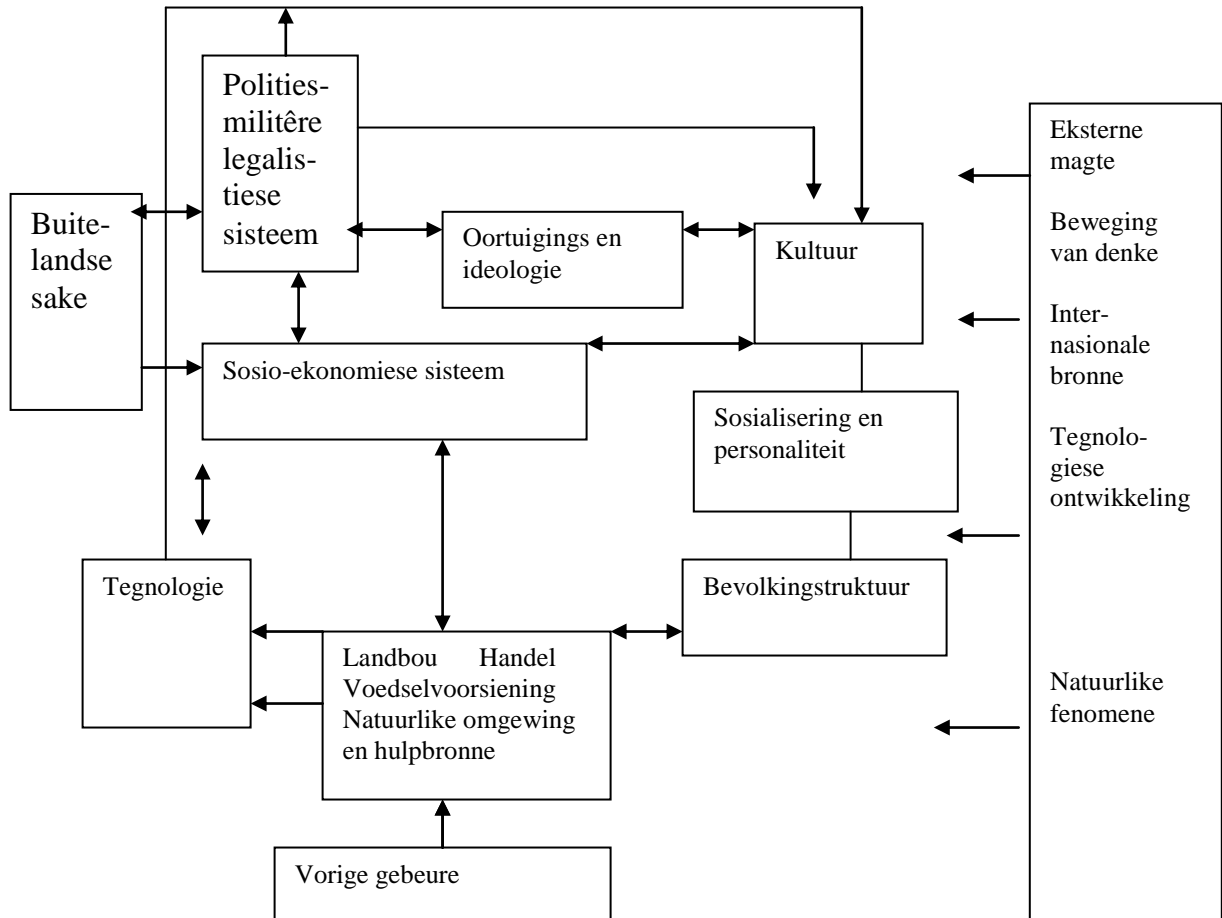 Polities-
militêre
legalis-
tiese
sisteem
Buite-
landse
sake
Oortuigings en
ideologie
Kultuur
Sosio-ekonomiese sisteem
Sosialisering en
personaliteit
Tegnologie
Bevolkingstruktuur
Landbou Handel
Voedselvoorsiening
Natuurlike omgewing
en hulpbronne
Vorige gebeure
Eksterne
magte
Beweging
van denke
Inter-
nasionale
bronne
Tegnolo-
giese
ontwikkeling
Natuurlike
fenomene